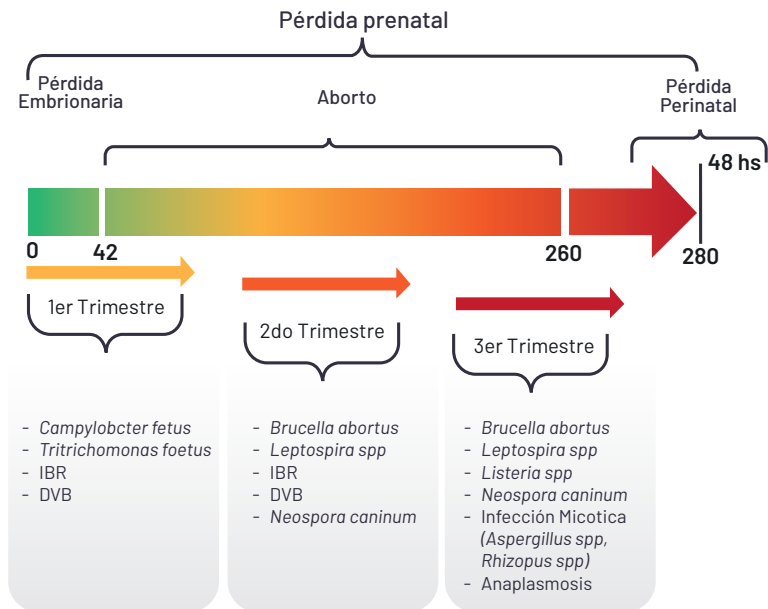 Pérdida prenatal
Pérdida
Embrionaria
Aborto
Pérdida
Perinatal
48 hs
0
42
260
280
1er Trimestre
2do Trimestre
3er Trimestre
- Campylobcter fetus
- Tritrichomonas foetus
- IBR
- DVB
- Brucella abortus
- Leptospira spp
- IBR
- DVB
- Neospora caninum
- Brucella abortus
- Leptospira spp
- Listeria spp
- Neospora caninum
- Infección Micotica
(Aspergillus spp,
Rhizopus spp)
- Anaplasmosis